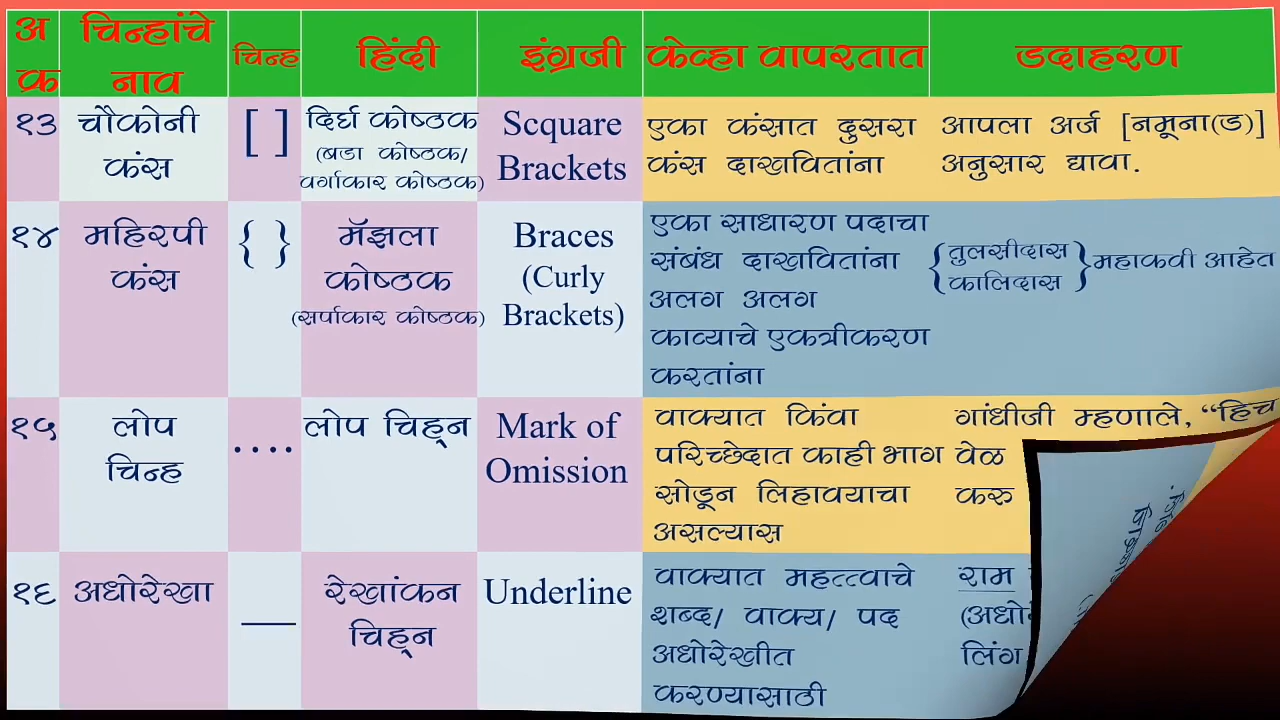 अ क्र चिन्हांचे नाव चिन्ह हिंदी इंग्रजी केव्हा वापरतात उदाहरण
१३ चौकोनी कंस [ ] दिर्घ कोष्ठक (बडा कोष्ठक/ वर्गाकार कोष्ठक) Scquare Brackets एका कंसात दुसरा कंस दाखवितांना आपला अर्ज [नमूना(ड)] अनुसार द्यावा.
१४ महिरपी कंस { } मॅझला कोष्ठक (सर्पाकार कोष्ठक) Braces (Curly Brackets) एका साधारण पदाचा संबंध दाखवितांना अलग अलग काव्याचे एकत्रीकरण करतांना {तुलसीदास कालिदास} महाकवी आहेत
१५ लोप चिन्ह .... लोप चिह्न Mark of Omission वाक्यात किंवा परिच्छेदात काही भाग सोडून लिहावयाचा असल्यास गांधीजी म्हणाले, “हिच वेळ करु
१६ अधोरेखा __ रेखांकन चिह्न Underline वाक्यात महत्त्वाचे शब्द/ वाक्य/ पद अधोरेखीत करण्यासाठी राम लिंग